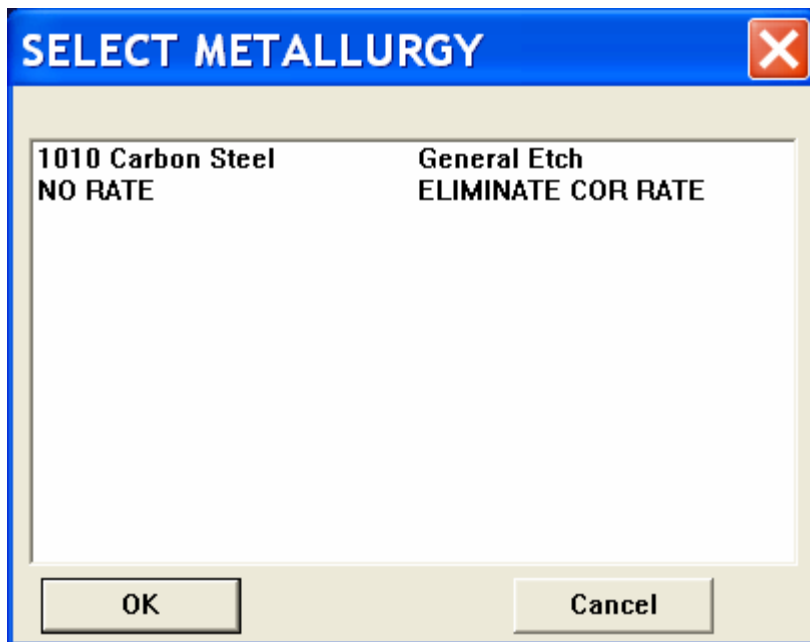 SELECT METALLURGY
1010 Carbon Steel General Etch
NO RATE ELIMINATE COR RATE
OK Cancel